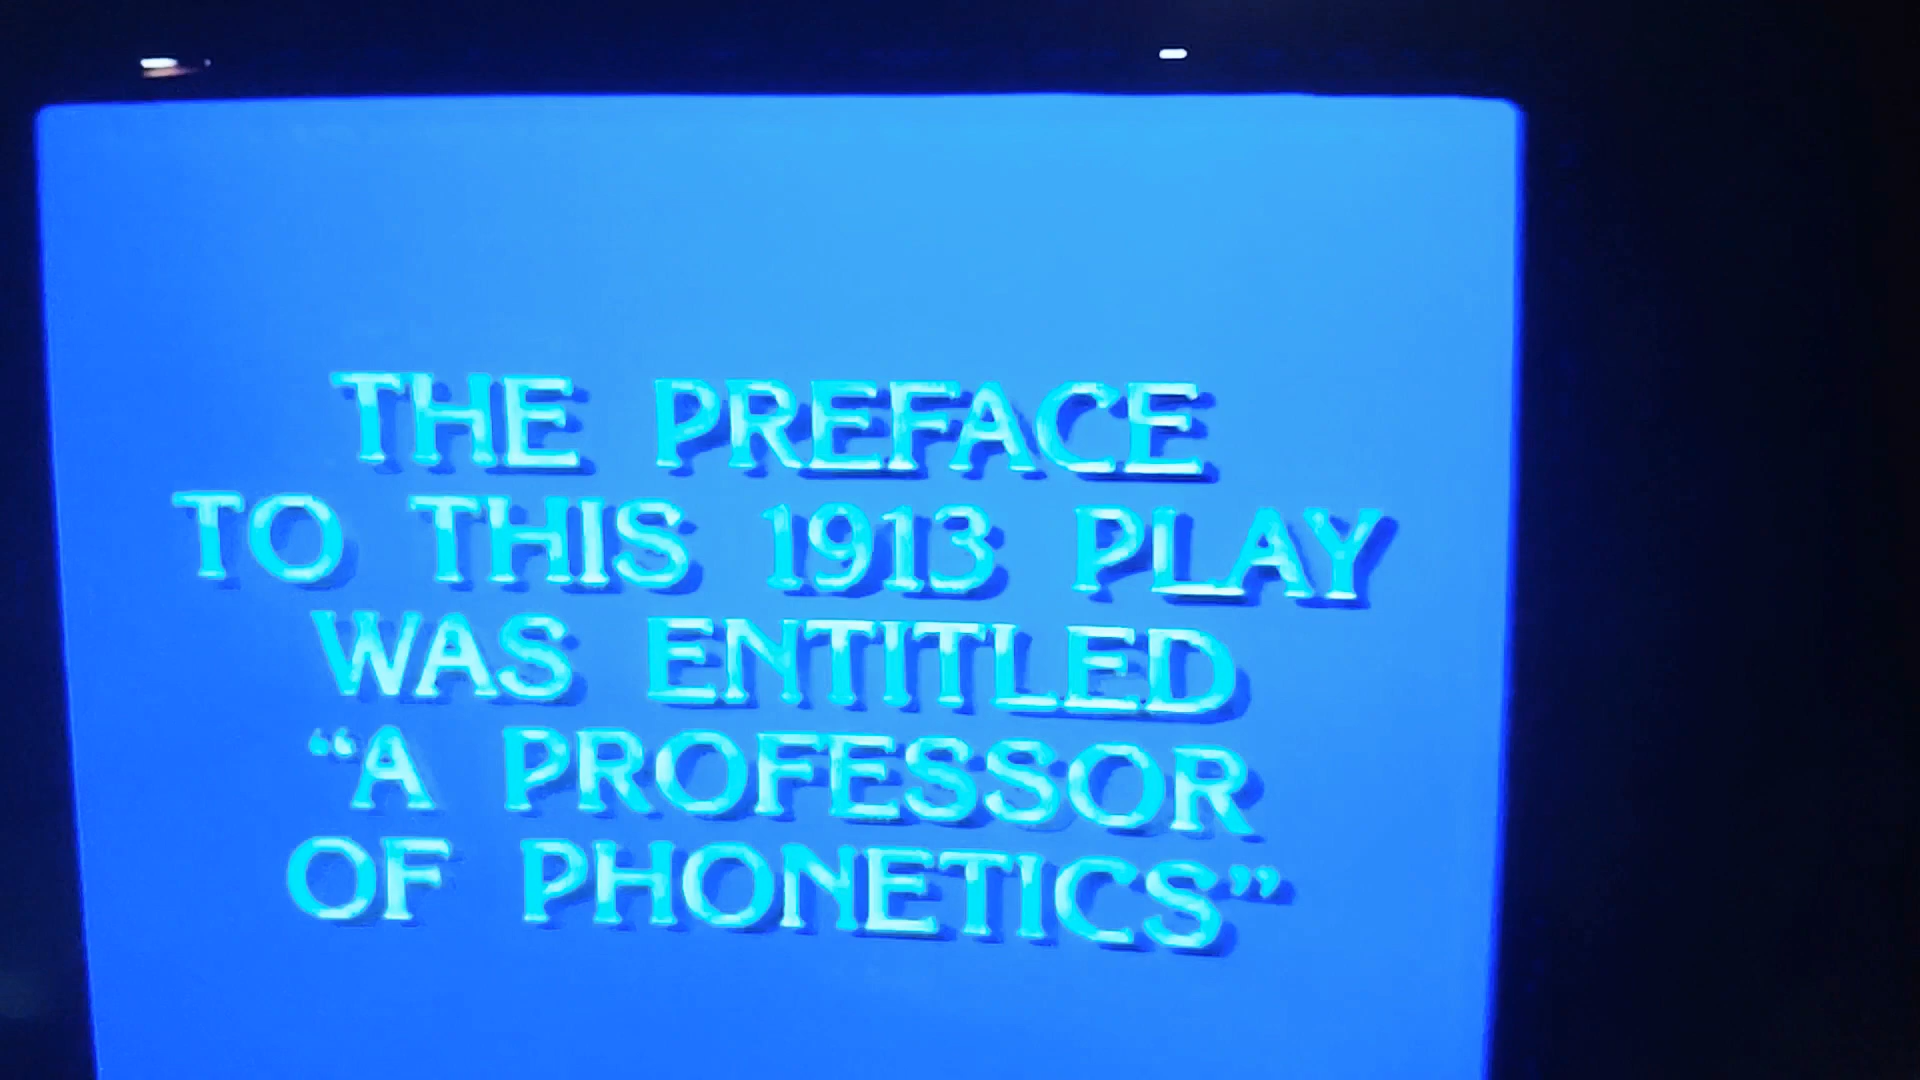 THE PREFACE
TO THIS 1913 PLAY
WAS ENTITLED
“A PROFESSOR
OF PHONETICS”